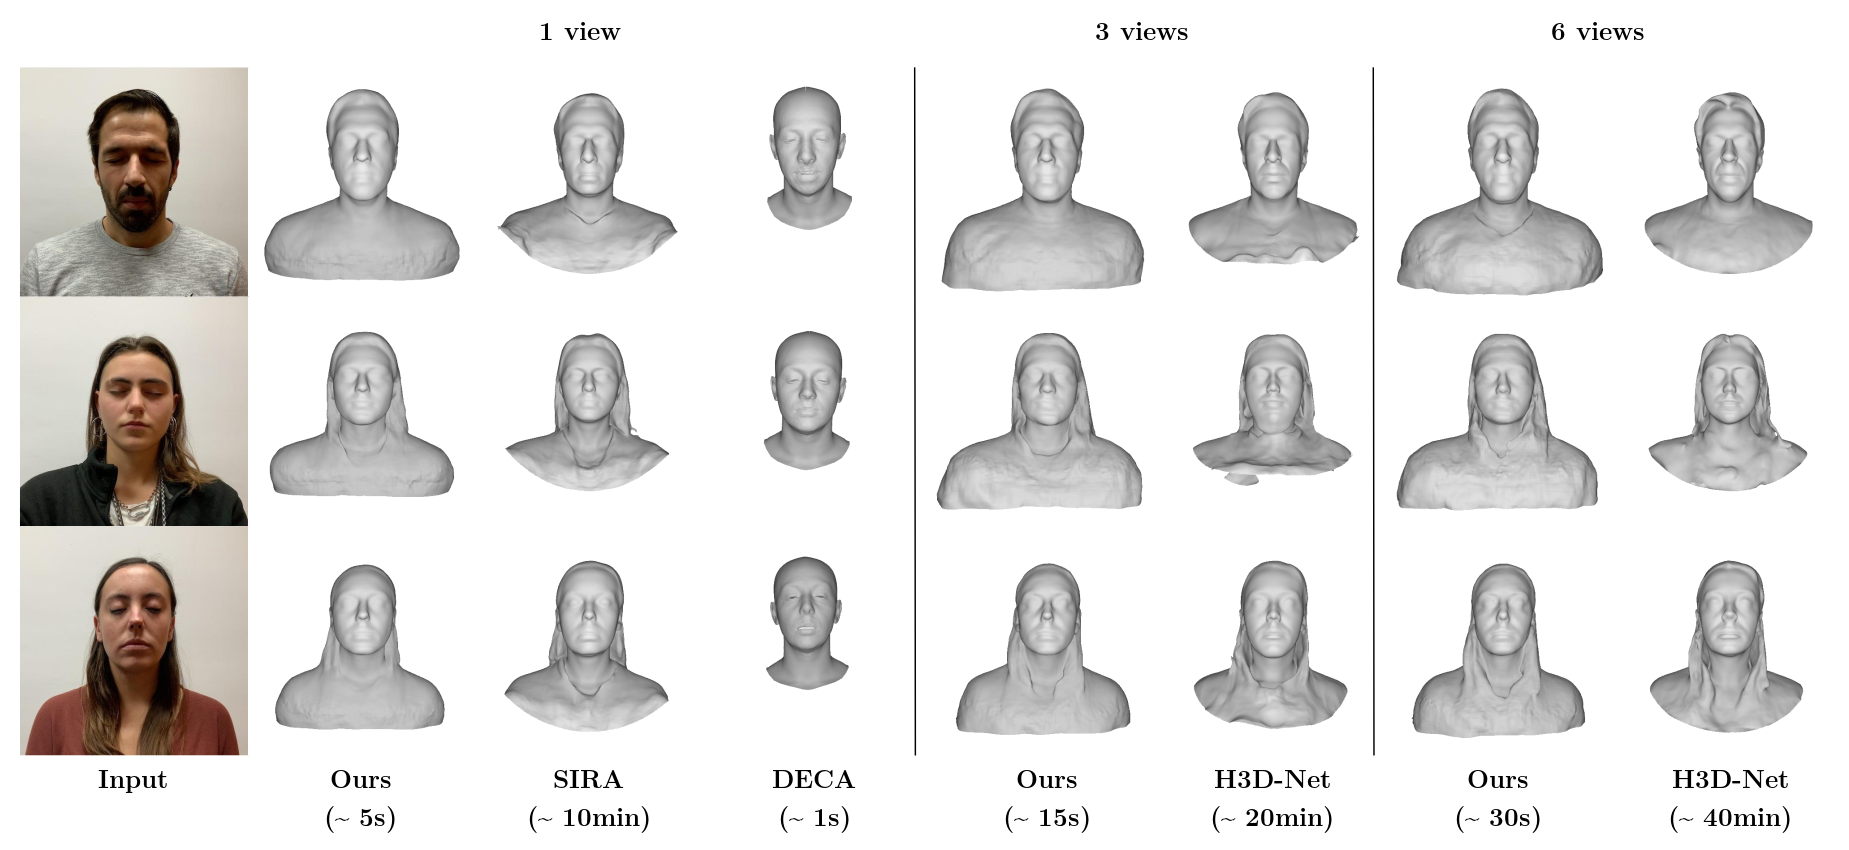 1 view
3 views
6 views
Input
Ours
SIRA
DECA
Ours
H3D-Net
Ours
H3D-Net
(~ 5s)
(~ 10min)
(~ 1s)
(~ 15s)
(~ 20min)
(~ 30s)
(~ 40min)